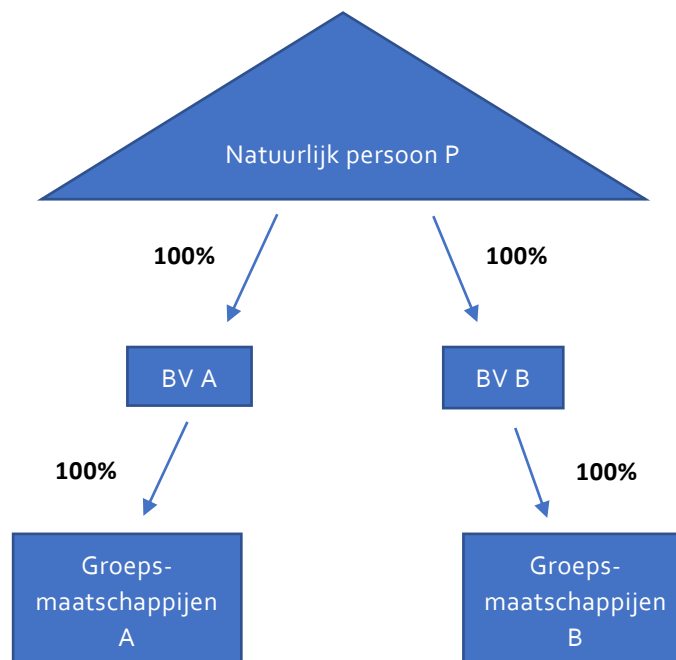 Natuurlijk persoon P
100%
100%
BV A
BV B
100%
100%
Groeps-
maatschappijen
A
Groeps-
maatschappijen
B